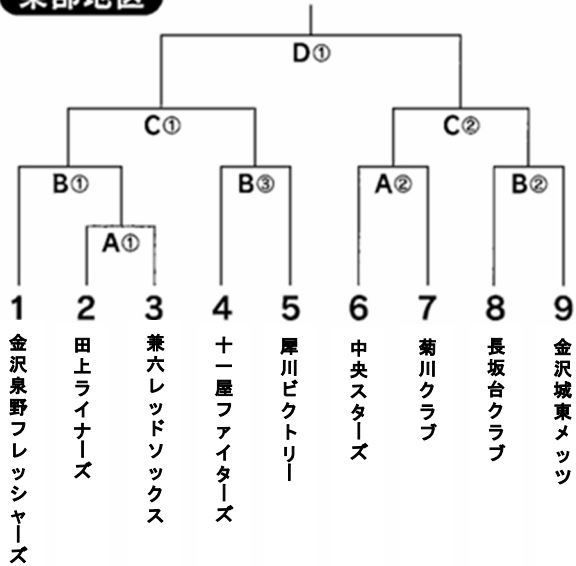 東部地区
D①
C①
C②
B①
B③
A②
B②
A①
1
2
3
4
5
6
7
8
9
金沢泉野フレッシャーズ
田上ライナーズ
兼六レッドソックス
十一屋ファイターズ
犀川ビクトリー
中央スターズ
菊川クラブ
長坂台クラブ
金沢城東メッツ